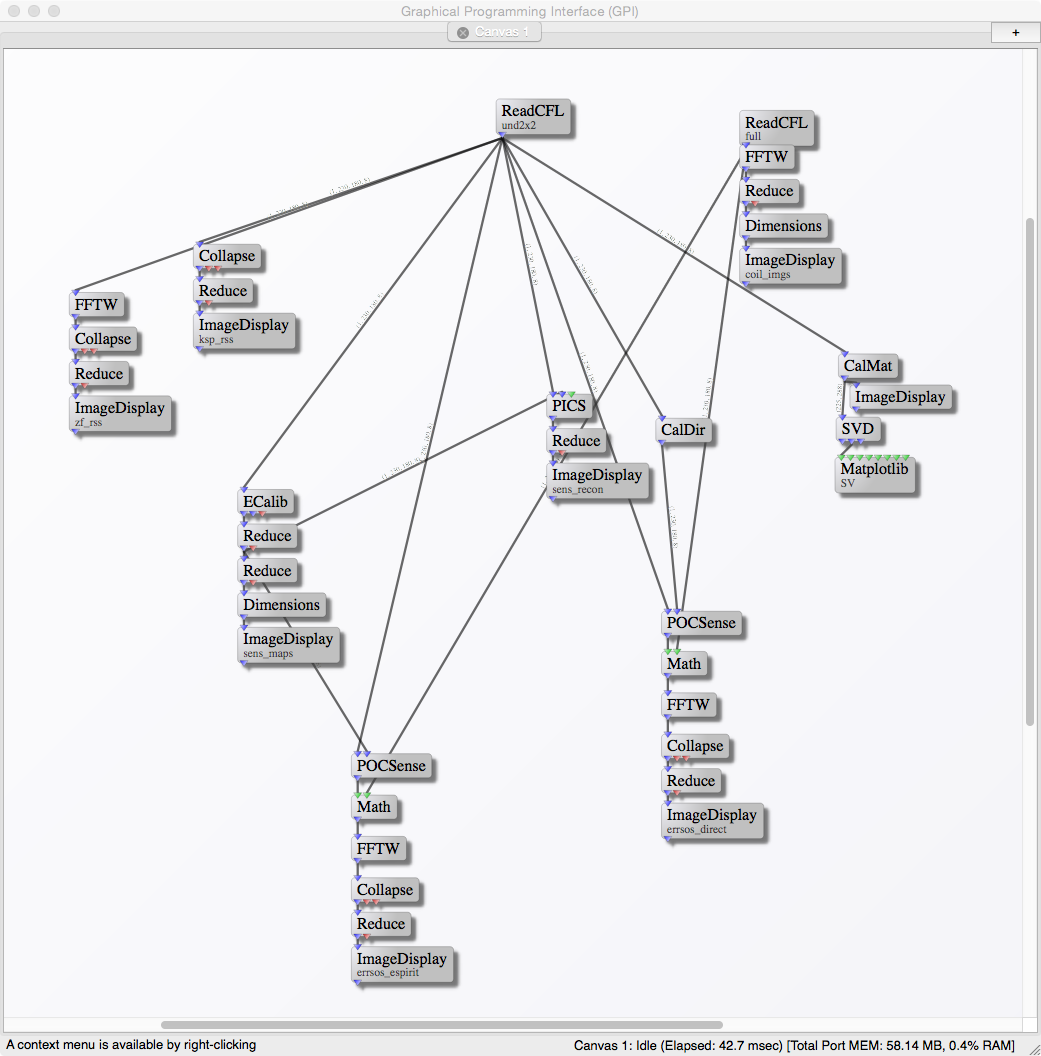 Graphical Programming Interface (GPI)
Canvas 1
+
ReadCFL
und2x2
ReadCFL
full
FFTW
Reduce
Dimensions
ImageDisplay
coil_imgs
Collapse
Reduce
ImageDisplay
ksp_rss
FFTW
Collapse
Reduce
ImageDisplay
zf_rss
CalMat
ImageDisplay
SVD
Matplotlib
SV
PICS
Reduce
ImageDisplay
sens_recon
CalDir
ECalib
Reduce
Reduce
Dimensions
ImageDisplay
sens_maps
POCSense
Math
FFTW
Collapse
Reduce
ImageDisplay
errsos_direct
POCSense
Math
FFTW
Collapse
Reduce
ImageDisplay
errsos_espirit
A context menu is available by right-clicking
Canvas 1: Idle (Elapsed: 42.7 msec) [Total Port MEM: 58.14 MB, 0.4% RAM]